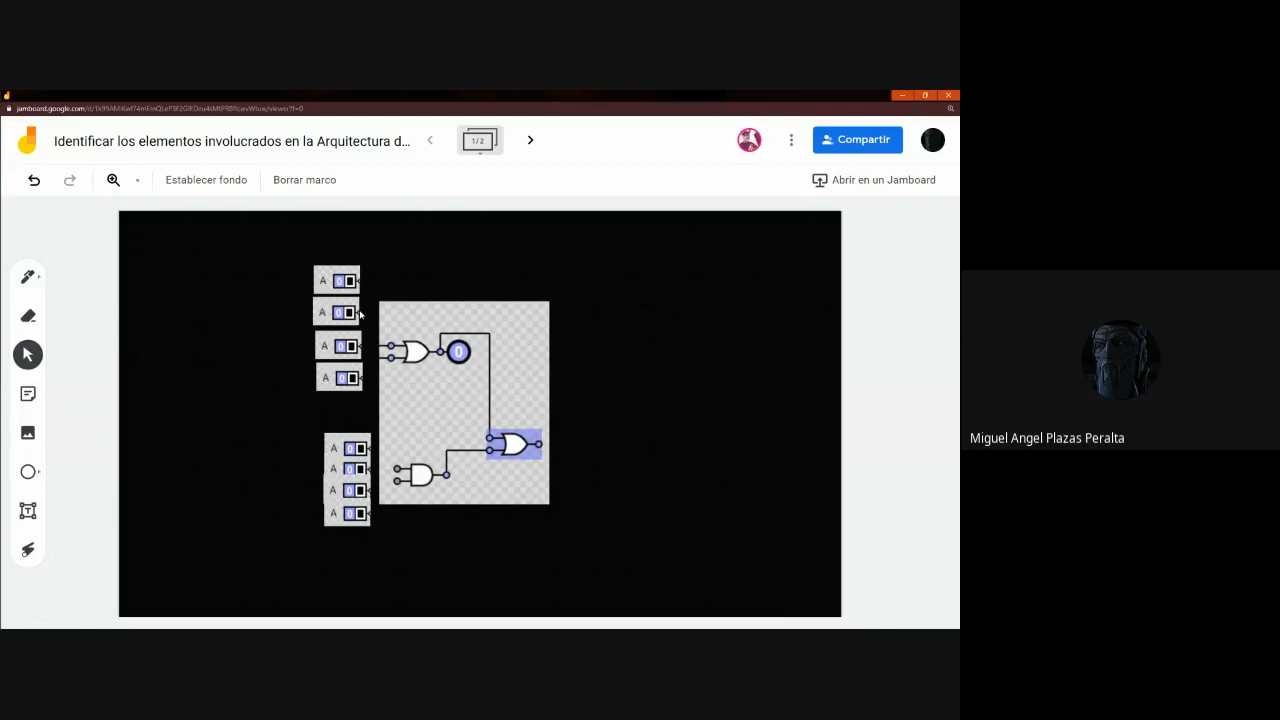 Identificar los elementos involucrados en la Arquitectura d...
1/2
Compartir
Establecer fondo
Borrar marco
Abrir en un Jamboard
A 0
A 0
A 0
A 0
0
A 0
A 0
A 0
A 0
Miguel Angel Plazas Peralta